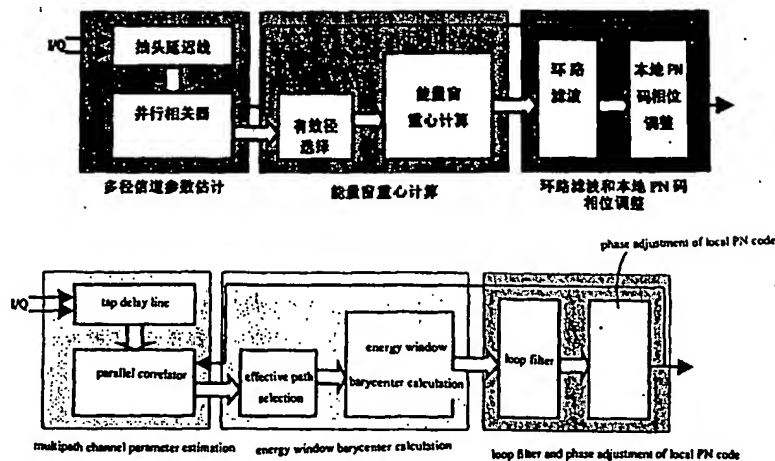 I/Q
抽头延迟线
并行相关器
有效径
选择
能量窗
重心计算
环路
滤波
本地PN
码相位
调整
多径信道参数估计
能量窗重心计算
环路滤波和本地PN码
相位调整
phase adjustment of local PN code
I/Q
tap delay line
parallel correlator
effective path
selection
energy window
barycenter calculation
loop filter
multipath channel parameter estimation
energy window barycenter calculation
loop filter and phase adjustment of local PN code